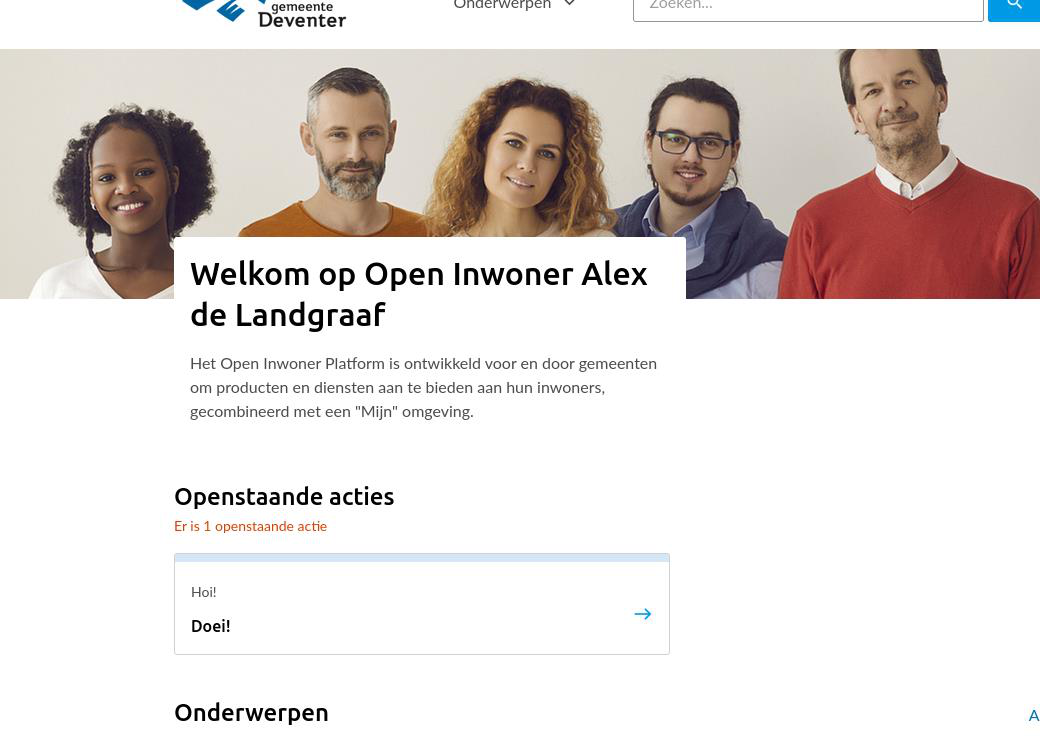 gemeente
Deventer
Onderwerpen
Zoeken...
Welkom op Open Inwoner Alex
de Landgraaf
Het Open Inwoner Platform is ontwikkeld voor en door gemeenten
om producten en diensten aan te bieden aan hun inwoners,
gecombineerd met een "Mijn" omgeving.
Openstaande acties
Er is 1 openstaande actie
Hoi!
Doei!
Onderwerpen
A